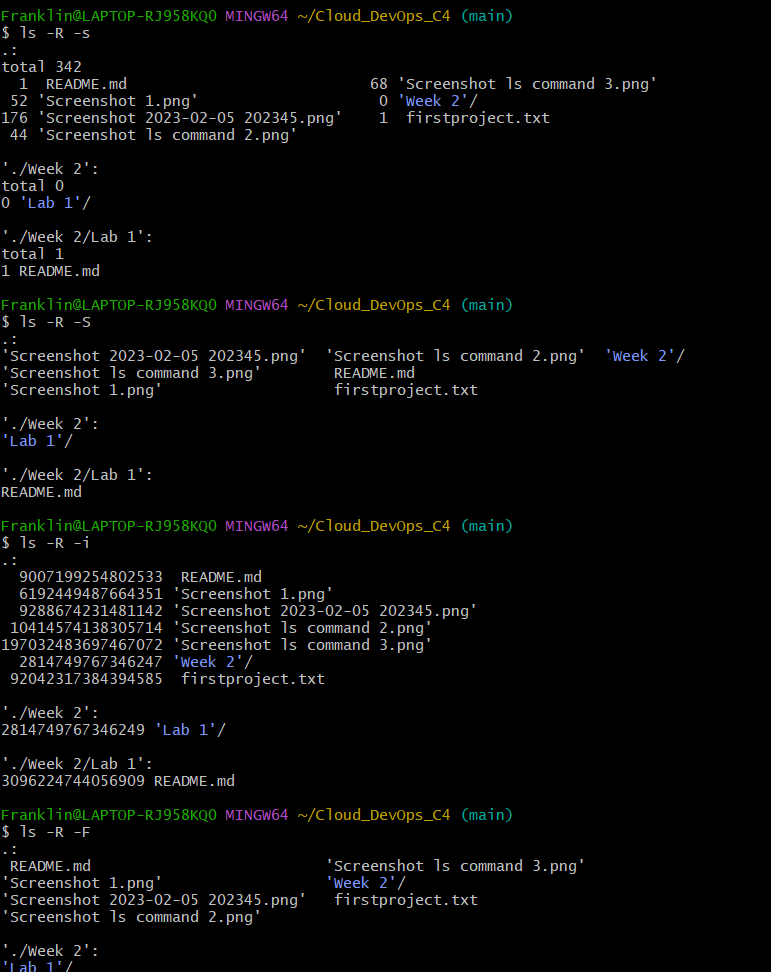 Franklin@LAPTOP-RJ958KQO MINGW64 ~/Cloud_DevOps_C4 (main)
$ ls -R -s
.:
total 342
  1  README.md                           68 'Screenshot ls command 3.png'
 52 'Screenshot 1.png'                    0 'Week 2'/
176 'Screenshot 2023-02-05 202345.png'    1  firstproject.txt
 44 'Screenshot ls command 2.png'

'./Week 2':
total 0
0 'Lab 1'/

'./Week 2/Lab 1':
total 1
1 README.md

Franklin@LAPTOP-RJ958KQO MINGW64 ~/Cloud_DevOps_C4 (main)
$ ls -R -S
.:
'Screenshot 2023-02-05 202345.png'  'Screenshot ls command 2.png'  'Week 2'/
'Screenshot ls command 3.png'        README.md
'Screenshot 1.png'                   firstproject.txt

'./Week 2':
'Lab 1'/

'./Week 2/Lab 1':
README.md

Franklin@LAPTOP-RJ958KQO MINGW64 ~/Cloud_DevOps_C4 (main)
$ ls -R -i
.:
  9007199254802533  README.md
  6192449487664351 'Screenshot 1.png'
  9288674231481142 'Screenshot 2023-02-05 202345.png'
 10414574138305714 'Screenshot ls command 2.png'
197032483697467072 'Screenshot ls command 3.png'
  2814749767346247 'Week 2'/
 92042317384394585  firstproject.txt

'./Week 2':
2814749767346249 'Lab 1'/

'./Week 2/Lab 1':
3096224744056909 README.md

Franklin@LAPTOP-RJ958KQO MINGW64 ~/Cloud_DevOps_C4 (main)
$ ls -R -F
.:
 README.md                          'Screenshot ls command 3.png'
'Screenshot 1.png'                  'Week 2'/
'Screenshot 2023-02-05 202345.png'   firstproject.txt
'Screenshot ls command 2.png'

'./Week 2':
'Lab 1'/